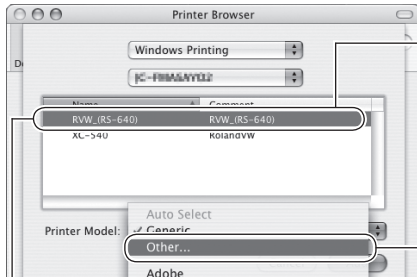 Printer Browser
Windows Printing
Name Comment
RVW_(RS-640) RVW_(RS-640)
XC-540 RolandVW
Auto Select
Printer Model: ✓ Generic
Other...
Adobe